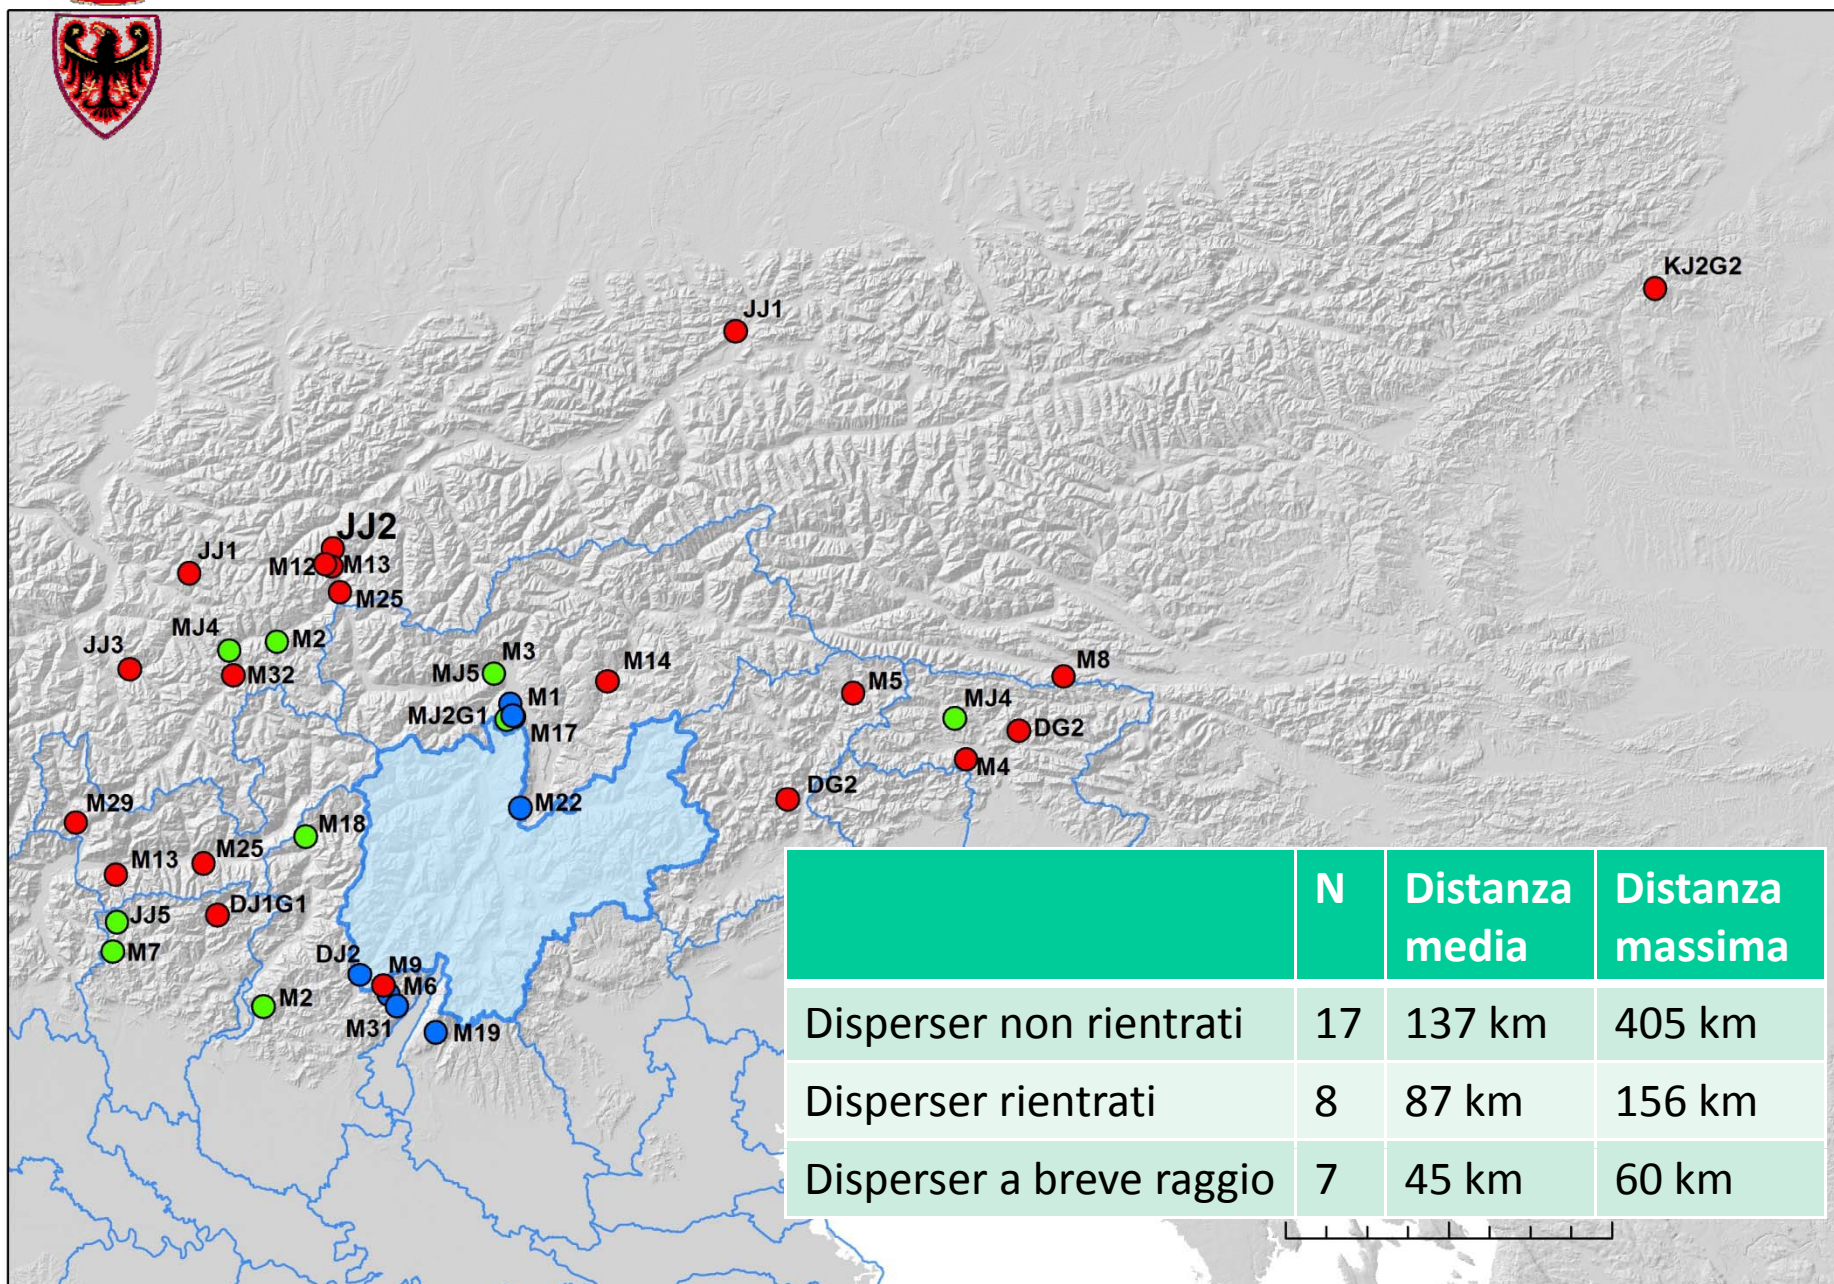 KJ2G2
JJ1
JJ2
JJ1
M12
M13
M25
MJ4
M2
JJ3
M32
M3
MJ5
M14
M1
MJ2G1
M17
M8
M5
MJ4
DG2
M4
DG2
M22
M29
M18
M13
M25
JJ5
DJ1G1
M7
DJ2
M9
M6
M2
M31
M19
N Distanza media Distanza massima
Disperser non rientrati 17 137 km 405 km
Disperser rientrati 8 87 km 156 km
Disperser a breve raggio 7 45 km 60 km